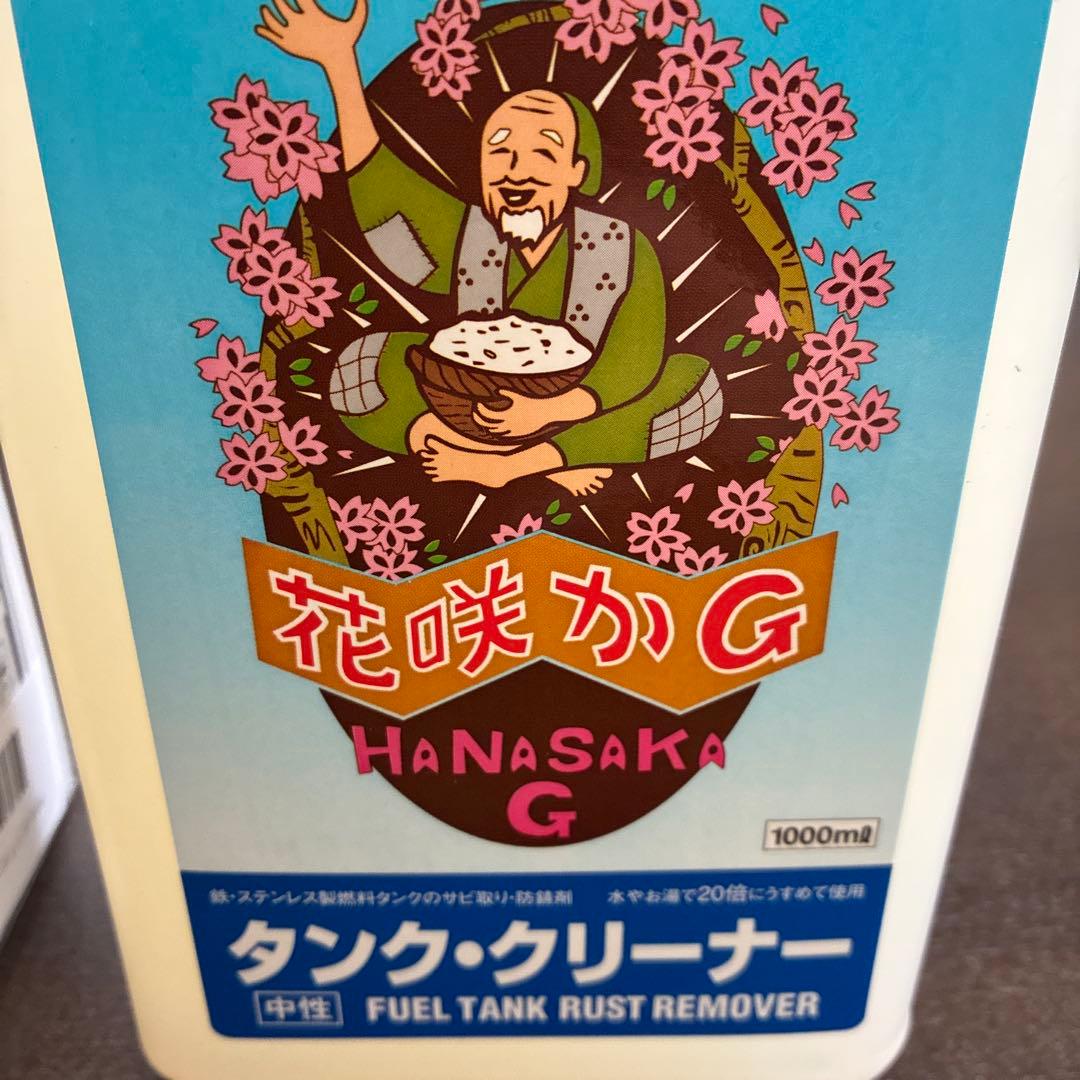 花咲かG
HANASAKA
G
1000mℓ
鉄・ステンレス製燃料タンクのサビ取り・防錆剤 水やお湯で20倍にうすめて使用
タンク・クリーナー
中性 FUEL TANK RUST REMOVER